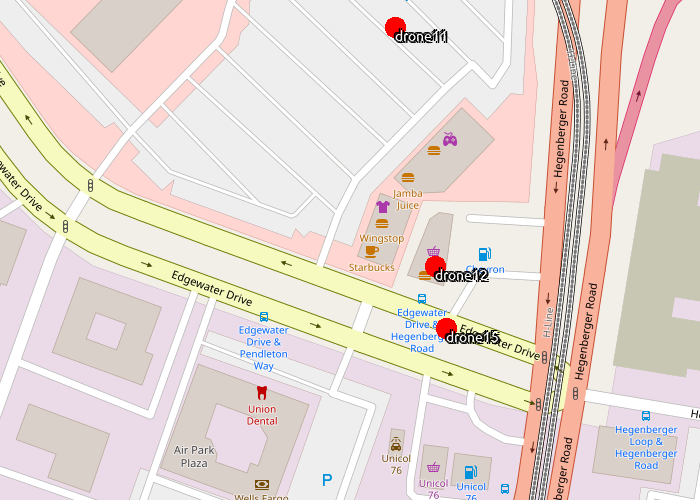 drone11
Hegenberger Road
Jamba
Juice
Wingstop
Starbucks
Chevron
drone12
Edgewater Drive
Edgewater
Drive &
Hegenberger
Road
drone15
Edgewater Drive
H-Line
Hegenberger Road
Edgewater
Drive &
Pendleton
Way
Union
Dental
Air Park
Plaza
Wells Fargo
P
Unicol
76
Unicol
76
Unicol
76
Hegenberger
Loop &
Hegenberger
Road